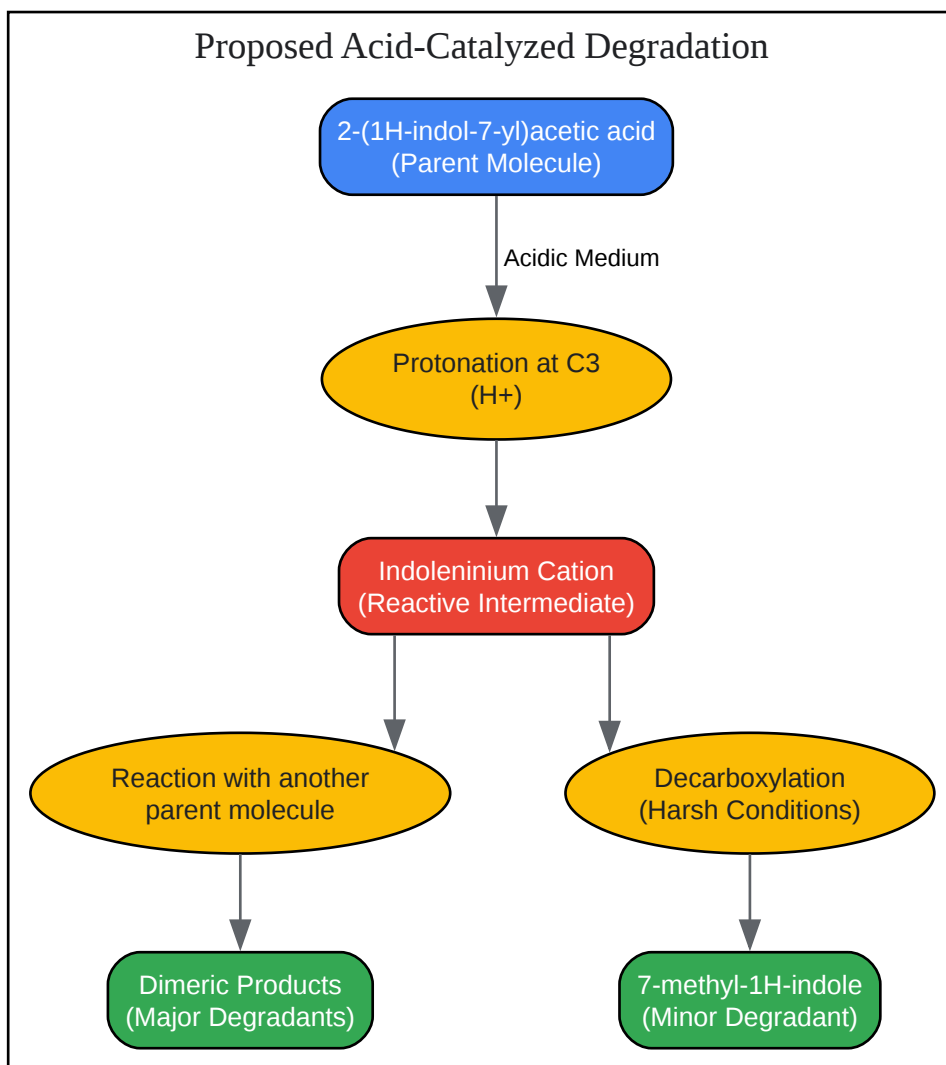 Proposed Acid-Catalyzed Degradation
2-(1H-indol-7-yl)acetic acid
(Parent Molecule)
Acidic Medium
Protonation at C3
(H+)
Indoleninium Cation
(Reactive Intermediate)
Reaction with another
parent molecule
Decarboxylation
(Harsh Conditions)
Dimeric Products
(Major Degradants)
7-methyl-1H-indole
(Minor Degradant)